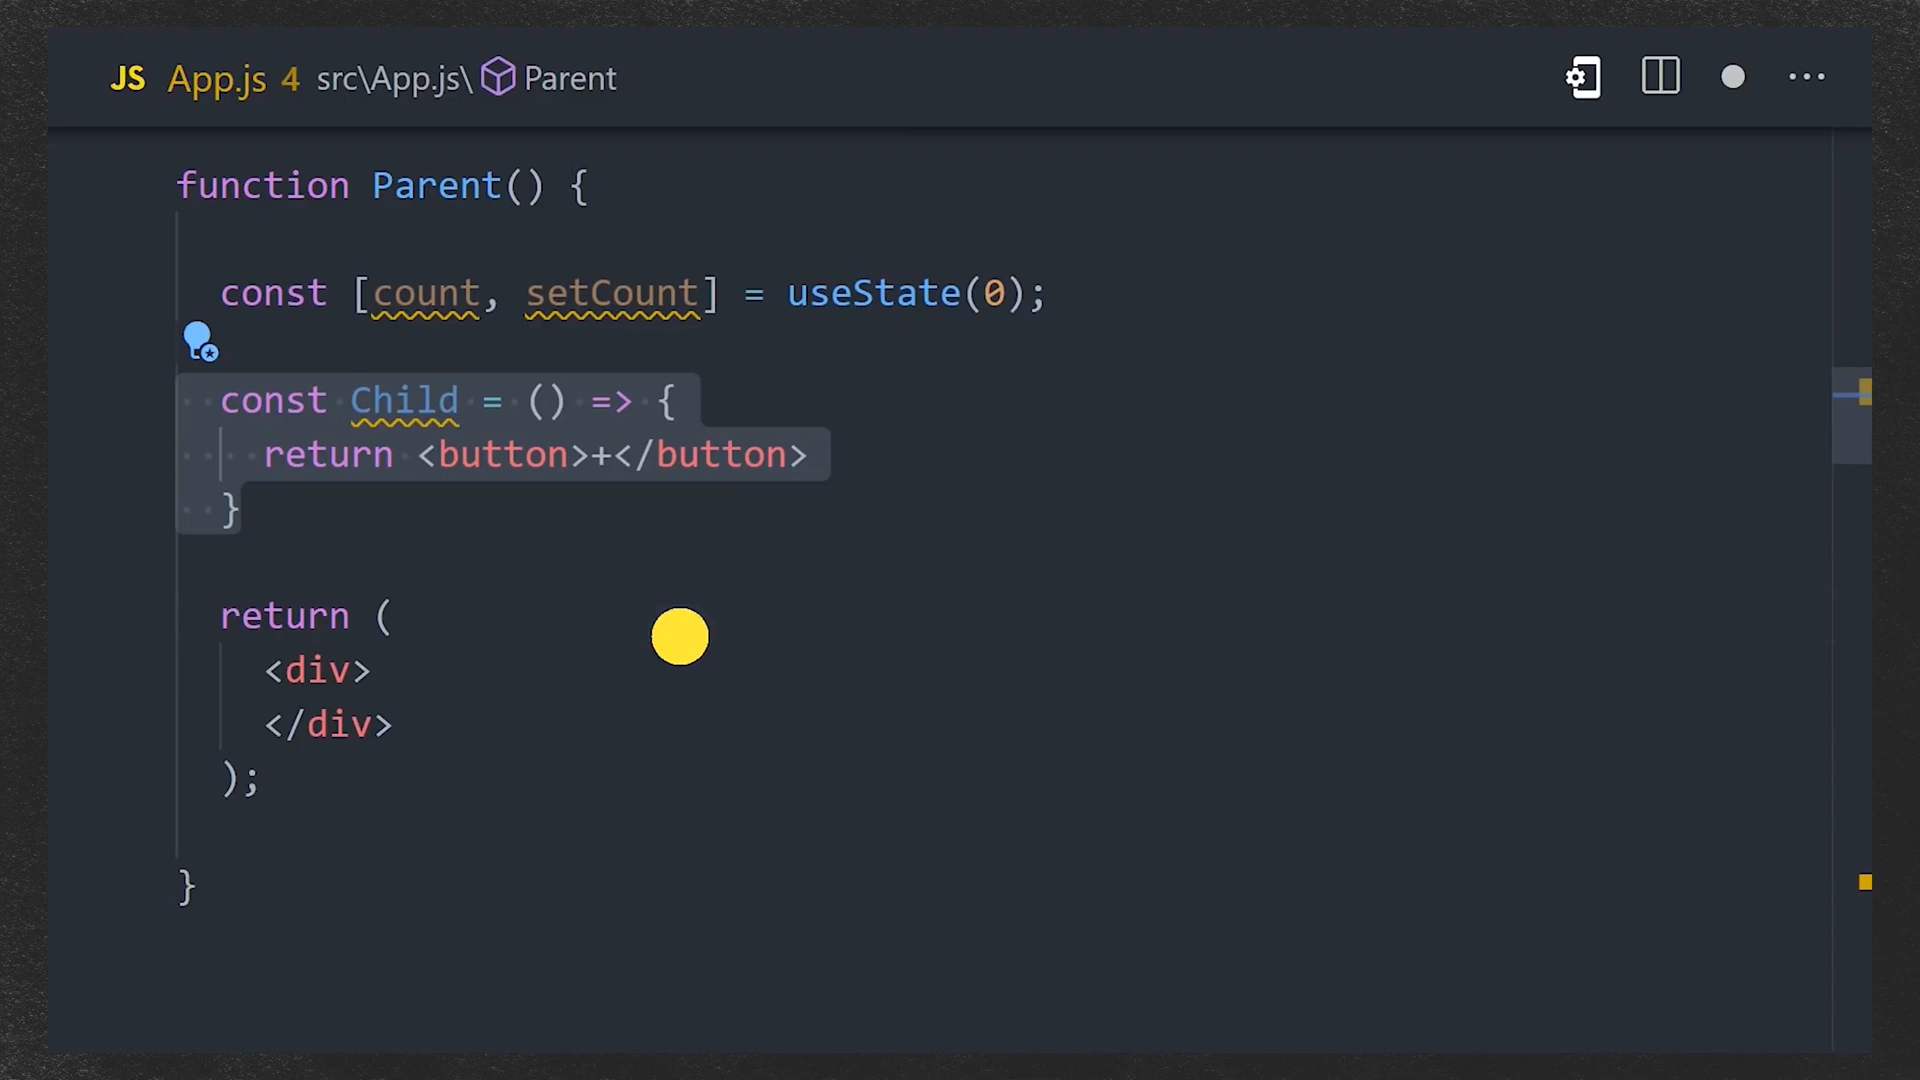 JS App.js 4 src\App.js\ Parent
function Parent() {
const [count, setCount] = useState(0);
const Child = () => {
return <button>+</button>
}
return (
<div>
</div>
);
}